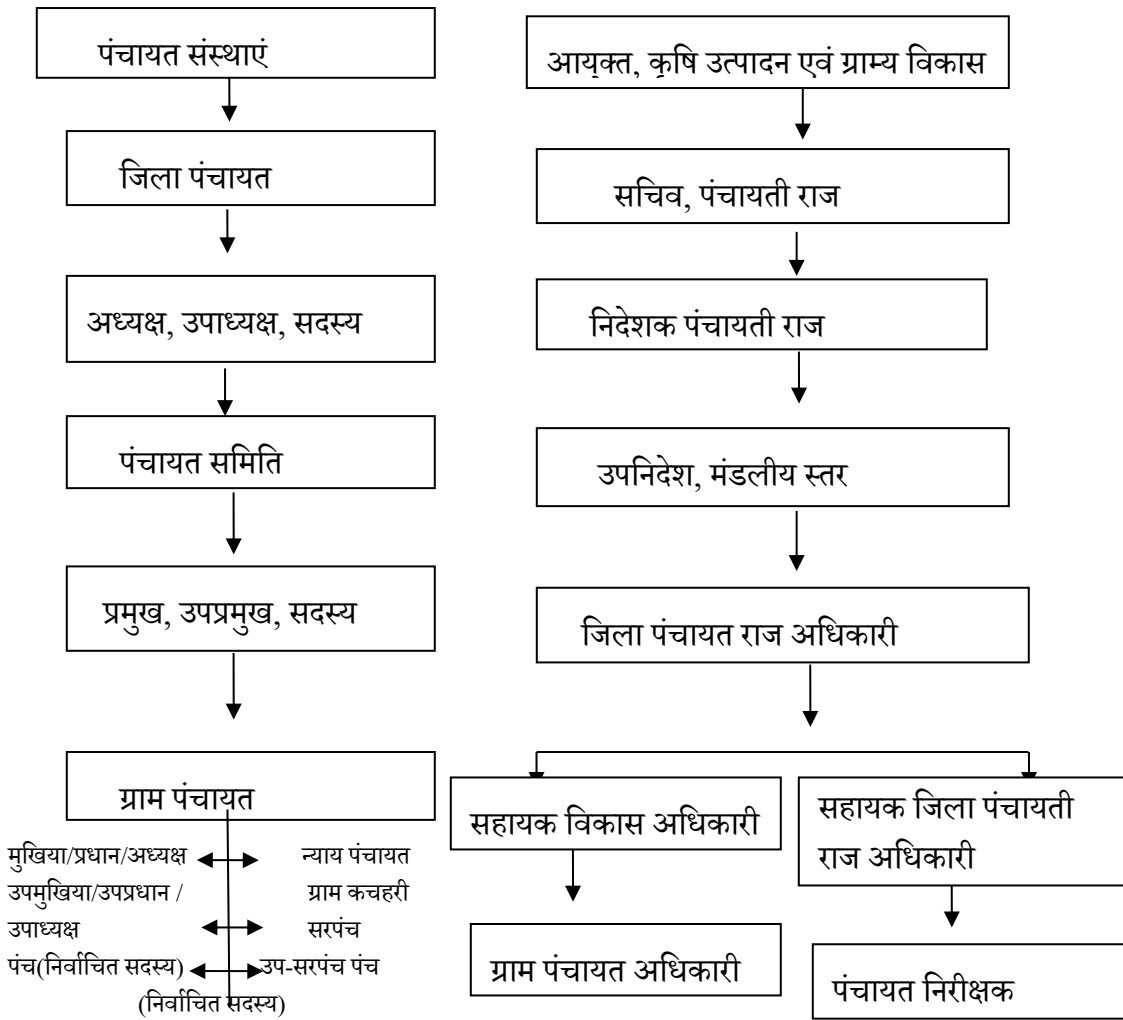 पंचायत संस्थाएं
जिला पंचायत
अध्यक्ष, उपाध्यक्ष, सदस्य
पंचायत समिति
प्रमुख, उपप्रमुख, सदस्य
ग्राम पंचायत
मुखिया/प्रधान/अध्यक्ष
उपमुखिया/उपप्रधान /
उपाध्यक्ष
पंच(निर्वाचित सदस्य)
न्याय पंचायत
ग्राम कचहरी
सरपंच
उप-सरपंच पंच
(निर्वाचित सदस्य)
आयुक्त, कृषि उत्पादन एवं ग्राम्य विकास
सचिव, पंचायती राज
निदेशक पंचायती राज
उपनिदेश, मंडलीय स्तर
जिला पंचायत राज अधिकारी
सहायक विकास अधिकारी
ग्राम पंचायत अधिकारी
सहायक जिला पंचायती
राज अधिकारी
पंचायत निरीक्षक